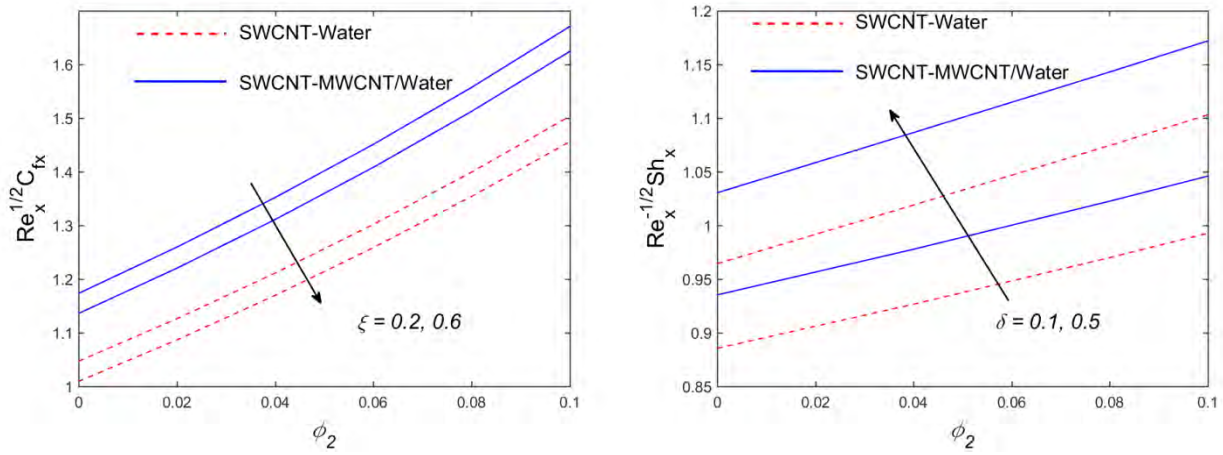 SWCNT-Water
SWCNT-MWCNT/Water
Re_x^1/2 C_fx
1.6
1.5
1.4
1.3
1.2
1.1
1
ξ = 0.2, 0.6
0 0.02 0.04 0.06 0.08 0.1
ϕ_2
SWCNT-Water
SWCNT-MWCNT/Water
Re_x^-1/2 Sh_x
1.2
1.15
1.1
1.05
1
0.95
0.9
0.85
δ = 0.1, 0.5
0 0.02 0.04 0.06 0.08 0.1
ϕ_2